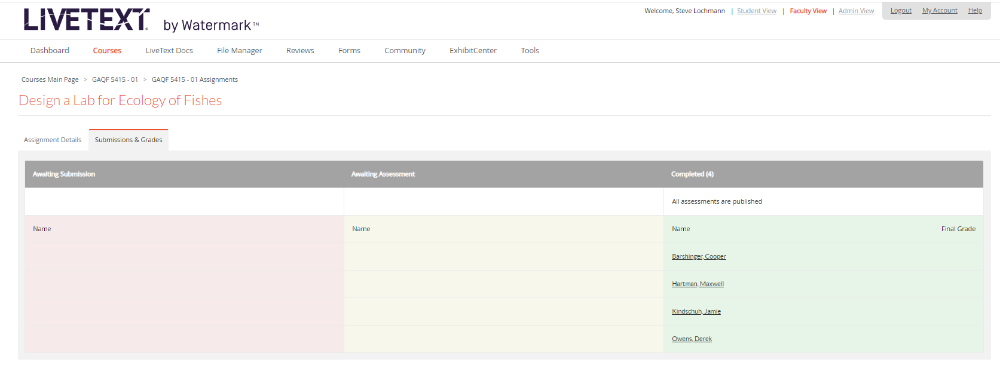 LIVETEXT® by Watermark™
Welcome, Steve Lochmann | Student View | Faculty View | Admin View Logout My Account Help
Dashboard Courses LiveText Docs File Manager Reviews Forms Community ExhibitCenter Tools
Courses Main Page > GAQF 5415 - 01 > GAQF 5415 - 01 Assignments
Design a Lab for Ecology of Fishes
Assignment Details Submissions & Grades
Awaiting Submission Awaiting Assessment Completed (4)
All assessments are published
Name Name Name Final Grade
Barshinger, Cooper
Hartman, Maxwell
Kindschuh, Jamie
Owens, Derek